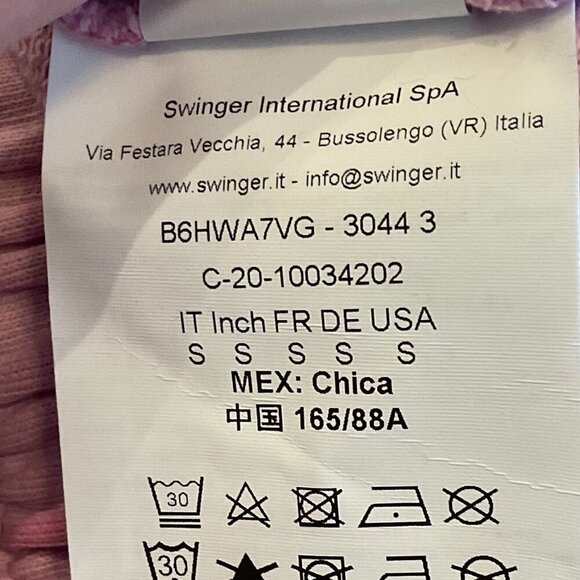 Swinger International SpA
Via Festara Vecchia, 44 - Bussolengo (VR) Italia
www.swinger.it - info@swinger.it
B6HWA7VG - 3044 3
C-20-10034202
IT Inch FR DE USA
S S S S S
MEX: Chica
中国 165/88A
30
30